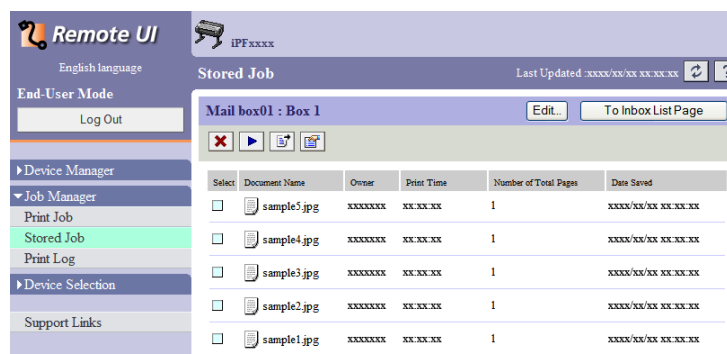 Remote UI
iPFxxxx
English language
End-User Mode
Log Out
Stored Job
Last Updated :xxxx/xx/xx xx:xx:xx
?
Mail box01 : Box 1
Edit...
To Inbox List Page
Device Manager
Job Manager
Print Job
Stored Job
Print Log
Device Selection
Support Links
Select Document Name Owner Print Time Number of Total Pages Date Saved
sample5.jpg xxxxxxx xx:xx:xx 1 xxxx/xx/xx xx:xx:xx
sample4.jpg xxxxxxx xx:xx:xx 1 xxxx/xx/xx xx:xx:xx
sample3.jpg xxxxxxx xx:xx:xx 1 xxxx/xx/xx xx:xx:xx
sample2.jpg xxxxxxx xx:xx:xx 1 xxxx/xx/xx xx:xx:xx
sample1.jpg xxxxxxx xx:xx:xx 1 xxxx/xx/xx xx:xx:xx